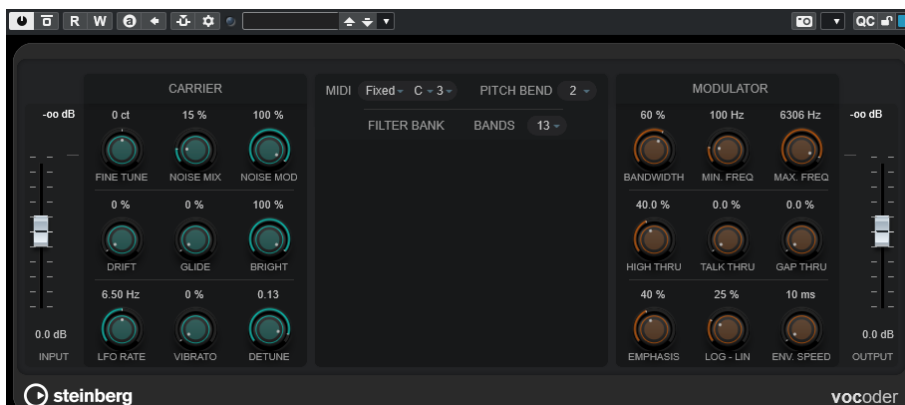 R W a QC
CARRIER MIDI Fixed C 3 PITCH BEND 2 MODULATOR
-oo dB 0 ct 15 % 100 % 60 % 100 Hz 6306 Hz -oo dB
FILTER BANK BANDS 13
FINE TUNE NOISE MIX NOISE MOD BANDWIDTH MIN. FREQ MAX. FREQ
0 % 0 % 100 % 40.0 % 0.0 % 0.0 %
DRIFT GLIDE BRIGHT HIGH THRU TALK THRU GAP THRU
6.50 Hz 0 % 0.13 40 % 25 % 10 ms
0.0 dB 0.0 dB
INPUT LFO RATE VIBRATO DETUNE EMPHASIS LOG - LIN ENV. SPEED OUTPUT
steinberg vocoder